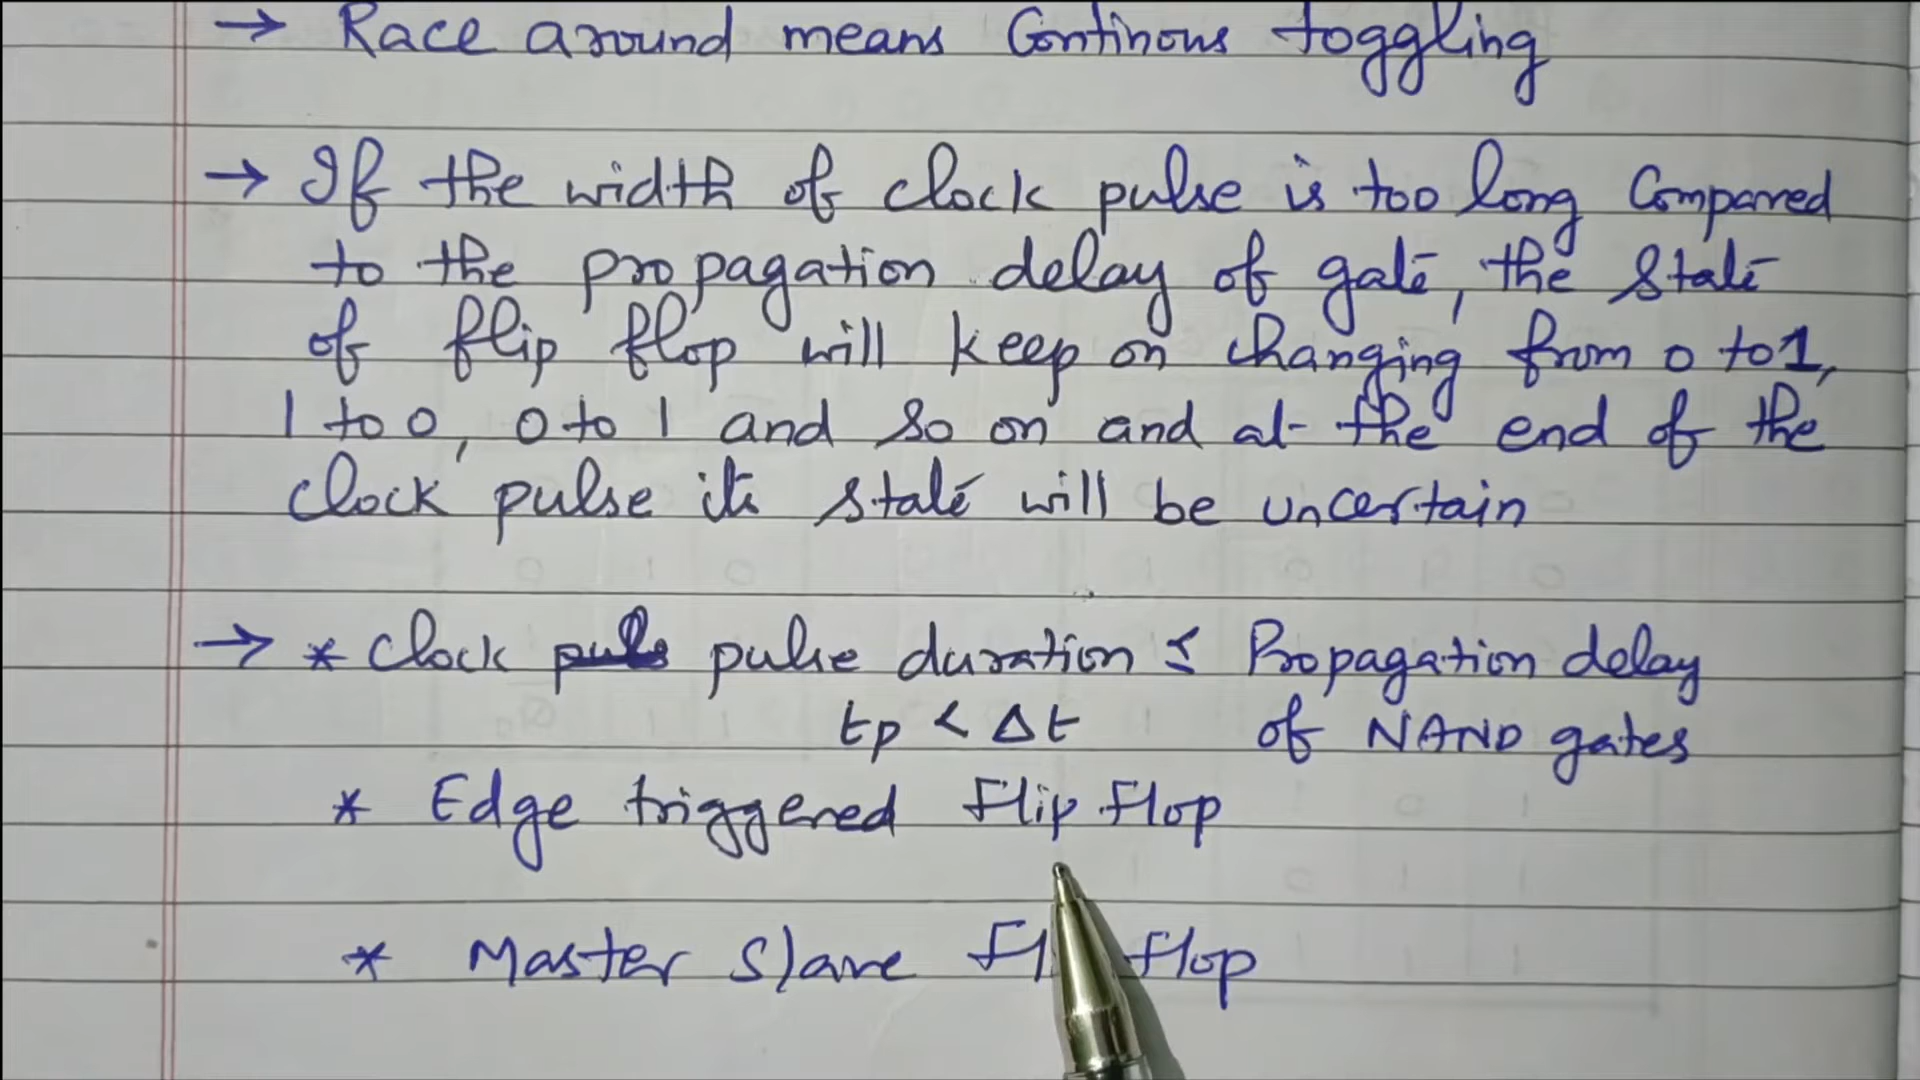 → Race around means Continous toggling
→ If the width of clock pulse is too long Compared
to the propagation delay of gate, the state
of flip flop will keep on changing from 0 to 1,
1 to 0, 0 to 1 and so on and at the end of the
clock pulse its state will be uncertain
→ * Clock pulse duration ≤ Propagation delay
tp < Δt of NAND gates
* Edge triggered Flip Flop
* Master Slave Flop